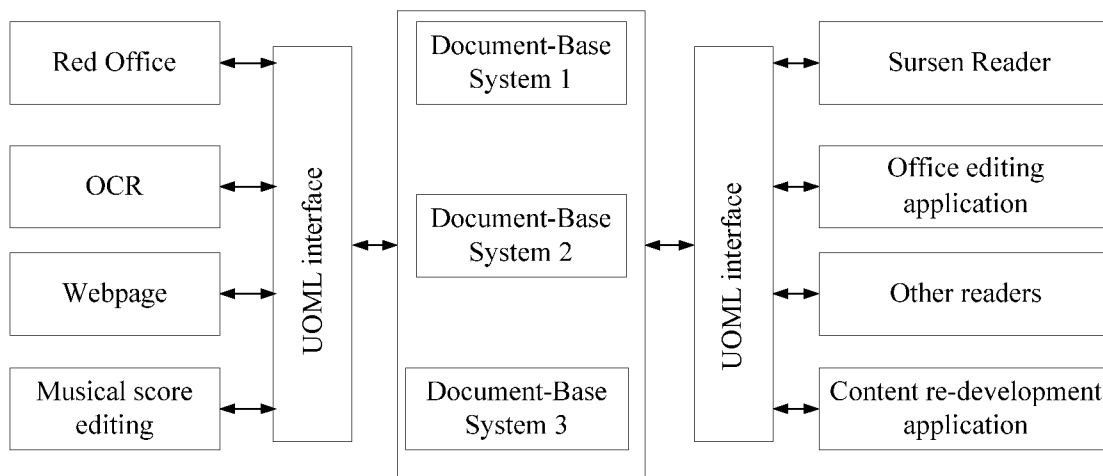 Red Office
OCR
Webpage
Musical score
editing
UOML interface
Document-Base
System 1
Document-Base
System 2
Document-Base
System 3
UOML interface
Sursen Reader
Office editing
application
Other readers
Content re-development
application